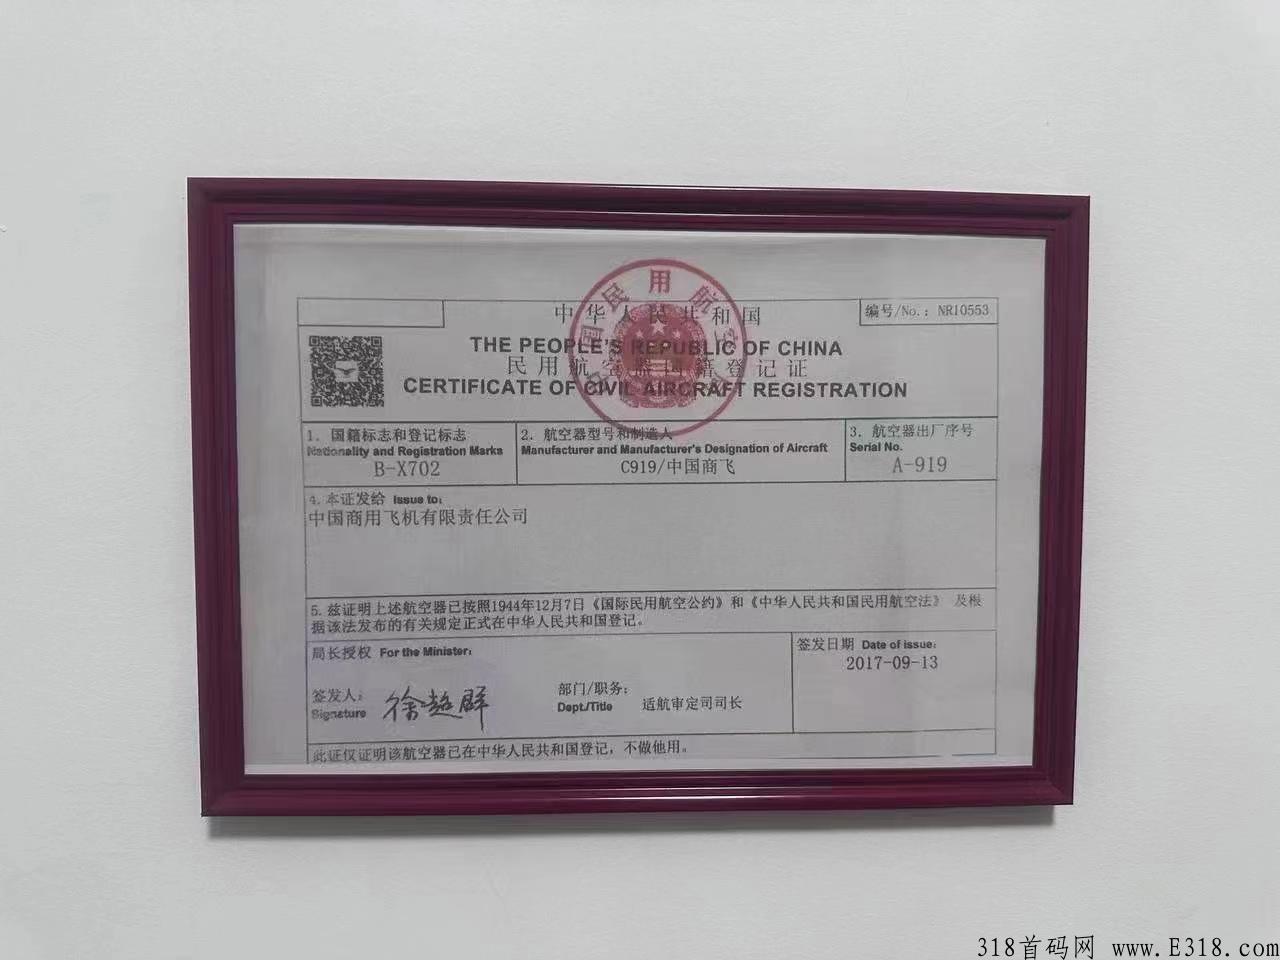 中华人民共和国
编号/No.: NR10553
THE PEOPLE'S REPUBLIC OF CHINA
民用航空器国籍登记证
CERTIFICATE OF CIVIL AIRCRAFT REGISTRATION
民用航
1. 国籍标志和登记标志
Nationality and Registration Marks
B-X702
2. 航空器型号和制造人
Manufacturer and Manufacturer's Designation of Aircraft
C919/中国商飞
3. 航空器出厂序号
Serial No.
A-919
4. 本证发给 Issue to:
中国商用飞机有限责任公司
5. 兹证明上述航空器已按照1944年12月7日《国际民用航空公约》和《中华人民共和国民用航空法》 及根
据该法发布的有关规定正式在中华人民共和国登记。
局长授权 For the Minister:
签发人:
Signature
徐超群
部门/职务:
Dept./Title
适航审定司司长
签发日期 Date of issue:
2017-09-13
此证仅证明该航空器已在中华人民共和国登记，不做他用。
318首码网 www.E318.com